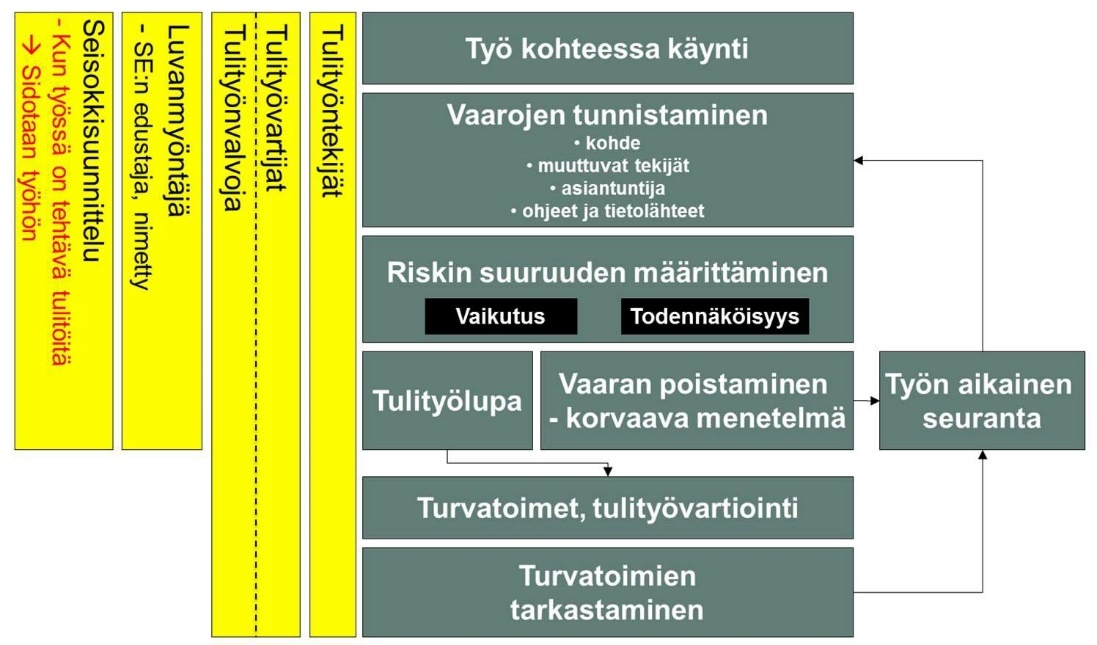 Seisokkisuunnittelu
- Kun työssä on tehtävä tulitöitä
→ Sidotaan työhön
Luvanmyöntäjä
- SE:n edustaja, nimetty
Tulityönvalvoja
Tulityövartijat
Tulityöntekijät
Työ kohteessa käynti
Vaarojen tunnistaminen
• kohde
• muuttuvat tekijät
• asiantuntija
• ohjeet ja tietolähteet
Riskin suuruuden määrittäminen
Vaikutus
Todennäköisyys
Tulityölupa
Vaaran poistaminen
- korvaava menetelmä
Työn aikainen
seuranta
Turvatoimet, tulityövartiointi
Turvatoimien
tarkastaminen